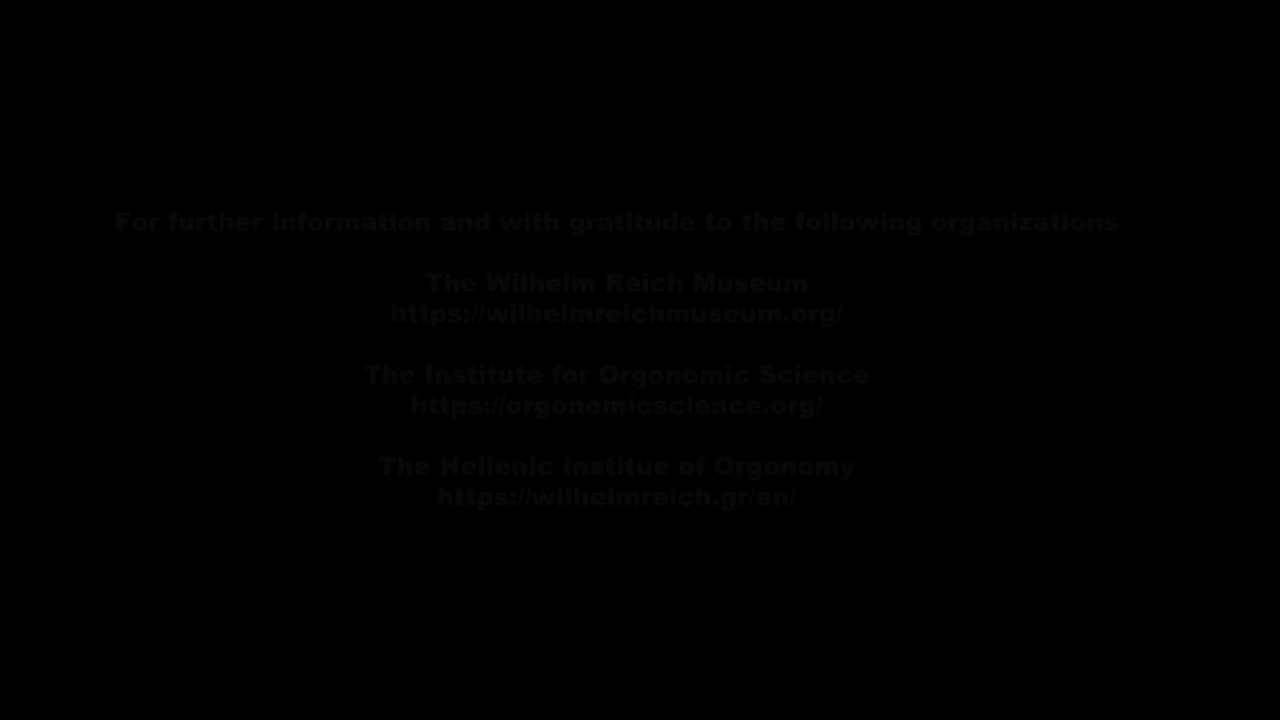 For further information and with gratitude to the following organizations
The Wilhelm Reich Museum
https://wilhelmreichmuseum.org/
The Institute for Orgonomic Science
https://orgonomicscience.org/
The Hellenic Institue of Orgonomy
https://wilhelmreich.gr/en/